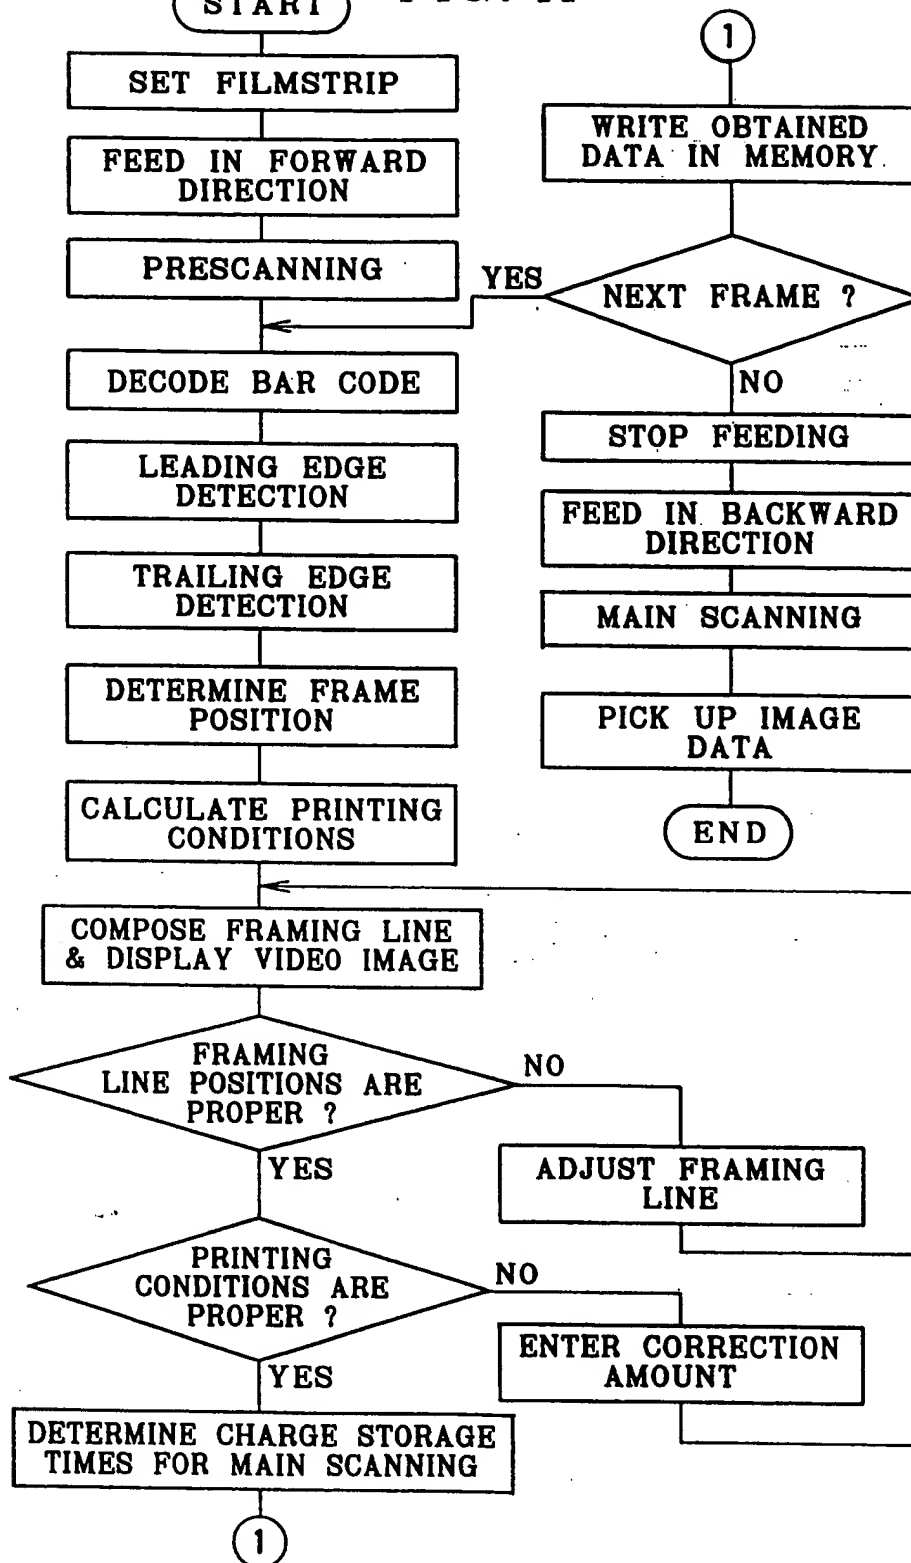 START
SET FILMSTRIP
FEED IN FORWARD
DIRECTION
PRESCANNING
DECODE BAR CODE
LEADING EDGE
DETECTION
TRAILING EDGE
DETECTION
DETERMINE FRAME
POSITION
CALCULATE PRINTING
CONDITIONS
COMPOSE FRAMING LINE
& DISPLAY VIDEO IMAGE
FRAMING
LINE POSITIONS ARE
PROPER ?
NO
YES
ADJUST FRAMING
LINE
PRINTING
CONDITIONS ARE
PROPER ?
NO
YES
ENTER CORRECTION
AMOUNT
DETERMINE CHARGE STORAGE
TIMES FOR MAIN SCANNING
1
1
WRITE OBTAINED
DATA IN MEMORY
NEXT FRAME ?
YES
NO
STOP FEEDING
FEED IN BACKWARD
DIRECTION
MAIN SCANNING
PICK UP IMAGE
DATA
END